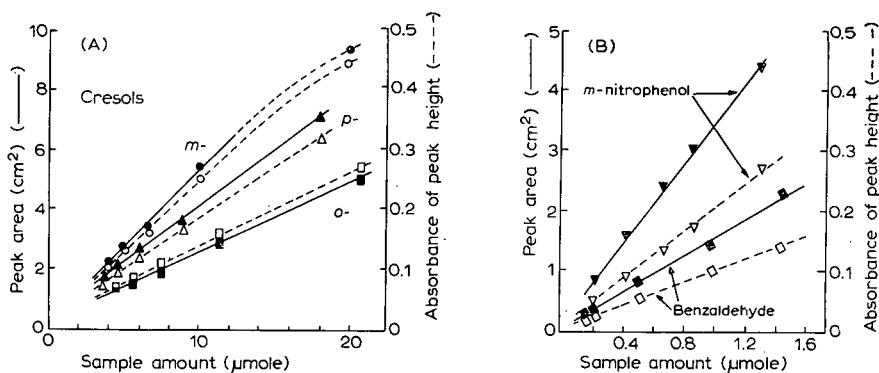 (A)
Cresols
m-
p-
o-
10
8
6
4
2
0
Peak area (cm²) (——)
0.5
0.4
0.3
0.2
0.1
0
Absorbance of peak height (----)
0 5 10 15 20
Sample amount (µmole)
(B)
m-nitrophenol
Benzaldehyde
5
4
3
2
1
0
Peak area (cm²) (——)
0.5
0.4
0.3
0.2
0.1
0
Absorbance of peak height (---)
0.4 0.8 1.2 1.6
Sample amount (µmole)